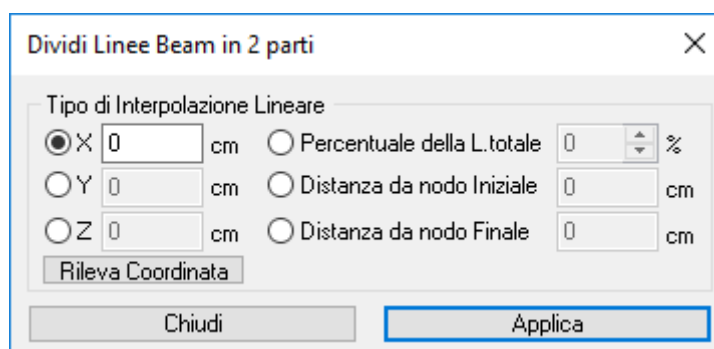 Dividi Linee Beam in 2 parti
Tipo di Interpolazione Lineare
X 0 cm Percentuale della L.totale 0 %
Y 0 cm Distanza da nodo Iniziale 0 cm
Z 0 cm Distanza da nodo Finale 0 cm
Rileva Coordinata
Chiudi Applica